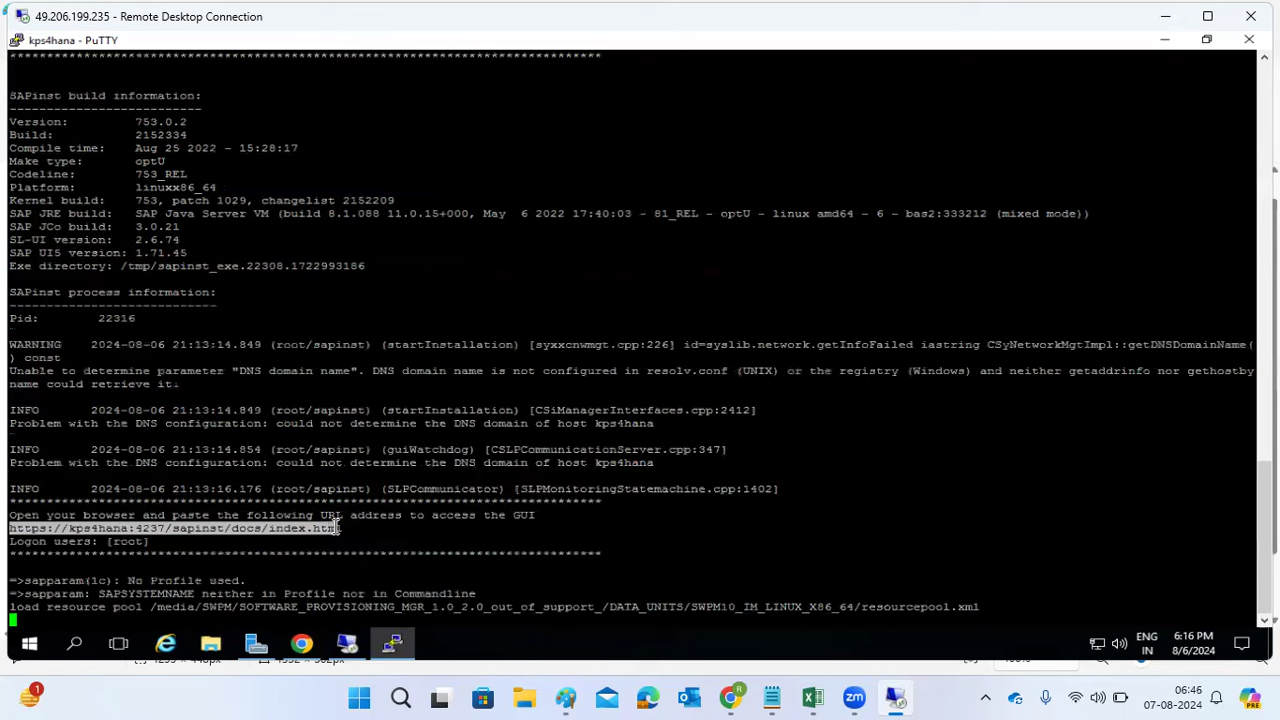 49.206.199.235 - Remote Desktop Connection
kps4hana - PuTTY
********************************************************************************
SAPinst build information:
--------------------------
Version: 753.0.2
Build: 2152334
Compile time: Aug 25 2022 - 15:28:17
Make type: optU
Codeline: 753_REL
Platform: linuxx86_64
Kernel build: 753, patch 1029, changelist 2152209
SAP JRE build: SAP Java Server VM (build 8.1.088 11.0.15+000, May 6 2022 17:40:03 - 81_REL - optU - linux amd64 - 6 - bas2:333212 (mixed mode))
SAP JCo build: 3.0.21
SL-UI version: 2.6.74
SAP UI5 version: 1.71.45
Exe directory: /tmp/sapinst_exe.22308.1722993186
SAPinst process information:
----------------------------
Pid: 22316
WARNING 2024-08-06 21:13:14.849 (root/sapinst) (startInstallation) [syxxcnwmgt.cpp:226] id=syslib.network.getInfoFailed iastring CSyNetworkMgtImpl::getDNSDomainName(
) const
Unable to determine parameter "DNS domain name". DNS domain name is not configured in resolv.conf (UNIX) or the registry (Windows) and neither getaddrinfo nor gethostby
name could retrieve it.
INFO 2024-08-06 21:13:14.849 (root/sapinst) (startInstallation) [CSiManagerInterfaces.cpp:2412]
Problem with the DNS configuration: could not determine the DNS domain of host kps4hana
INFO 2024-08-06 21:13:14.854 (root/sapinst) (guiWatchdog) [CSLPCommunicationServer.cpp:347]
Problem with the DNS configuration: could not determine the DNS domain of host kps4hana
INFO 2024-08-06 21:13:16.176 (root/sapinst) (SLPCommunicator) [SLPMonitoringStatemachine.cpp:1402]
********************************************************************************
Open your browser and paste the following URL address to access the GUI
https://kps4hana:4237/sapinst/docs/index.html
Logon users: [root]
********************************************************************************
=>sapparam(1c): No Profile used.
=>sapparam: SAPSYSTEMNAME neither in Profile nor in Commandline
load resource pool /media/SWPM/SOFTWARE_PROVISIONING_MGR_1.0_2.0_out_of_support_/DATA_UNITS/SWPM10_IM_LINUX_X86_64/resourcepool.xml
ENG
IN
6:16 PM
8/6/2024
1
06:46
07-08-2024
PRE